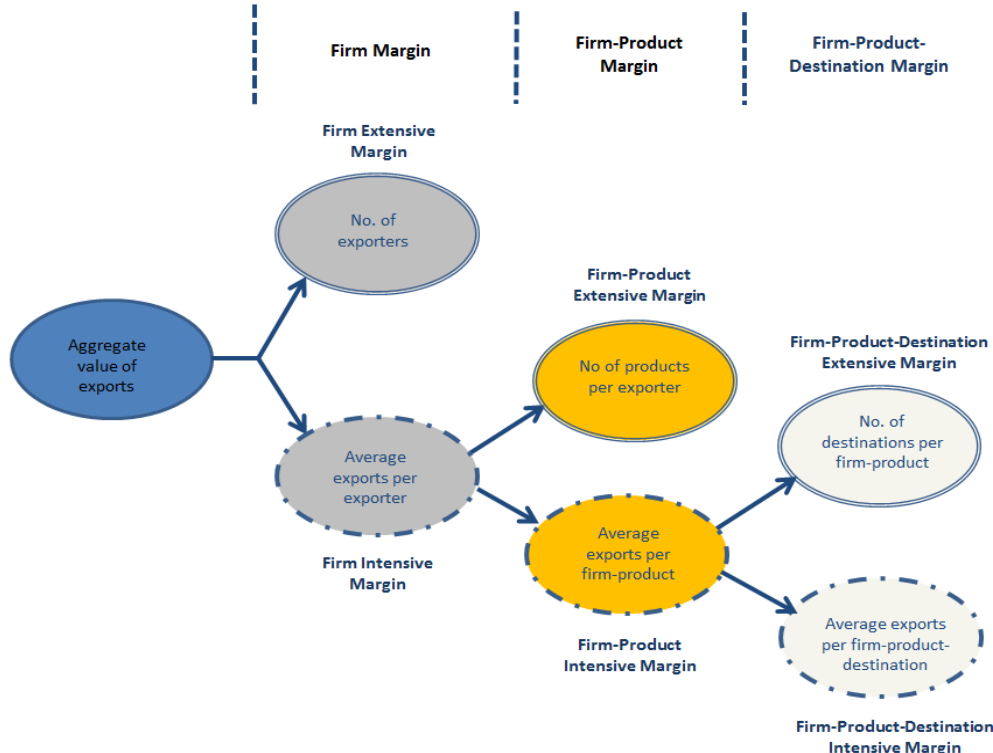 Firm Margin
Firm-Product
Margin
Firm-Product-
Destination Margin
Firm Extensive
Margin
No. of
exporters
Aggregate
value of
exports
Average
exports per
exporter
Firm Intensive
Margin
Firm-Product
Extensive Margin
No of products
per exporter
Average
exports per
firm-product
Firm-Product
Intensive Margin
Firm-Product-Destination
Extensive Margin
No. of
destinations per
firm-product
Average exports
per firm-product-
destination
Firm-Product-Destination
Intensive Margin